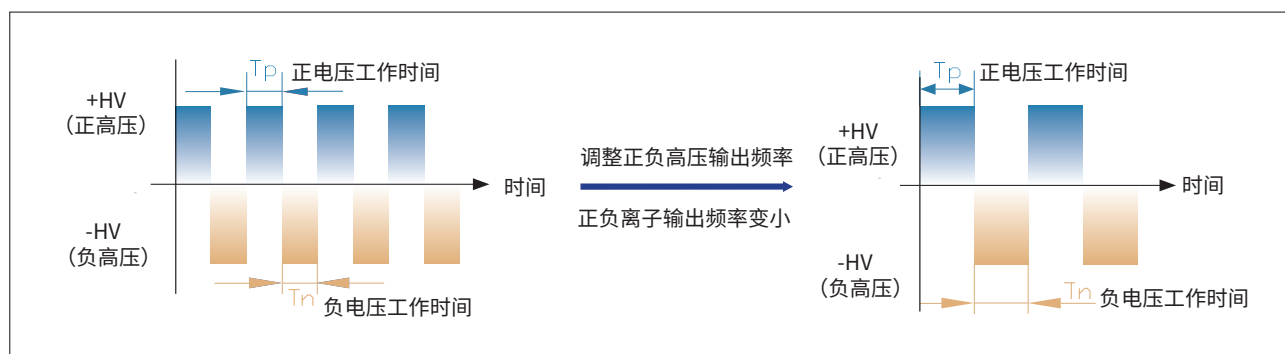 Tp 正电压工作时间
+HV
（正高压）
时间
-HV
（负高压）
Tn 负电压工作时间
调整正负高压输出频率
正负离子输出频率变小
Tp 正电压工作时间
+HV
（正高压）
时间
-HV
（负高压）
Tn 负电压工作时间